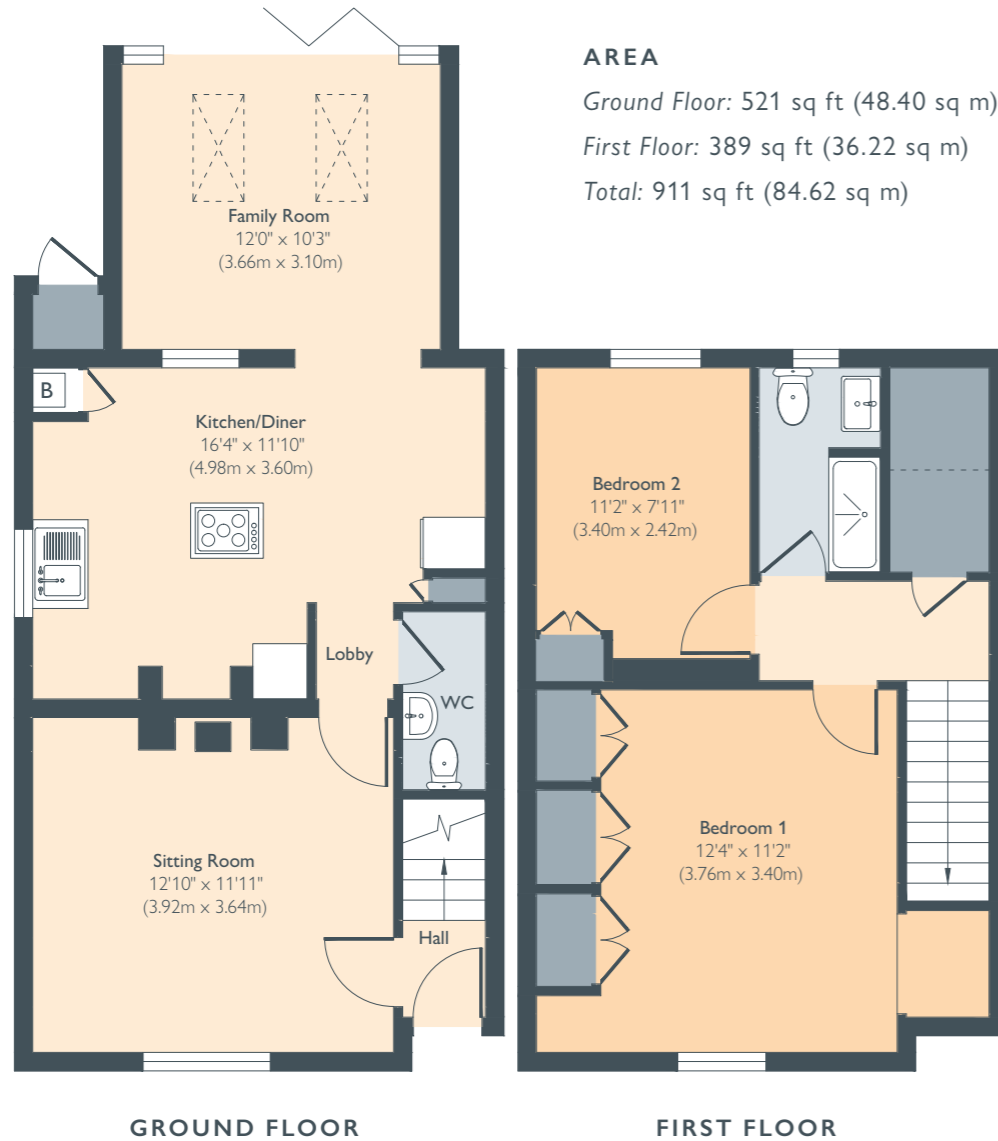 AREA
Ground Floor: 521 sq ft (48.40 sq m)
First Floor: 389 sq ft (36.22 sq m)
Total: 911 sq ft (84.62 sq m)
Family Room
12'0" x 10'3"
(3.66m x 3.10m)
B
Kitchen/Diner
16'4" x 11'10"
(4.98m x 3.60m)
Lobby
WC
Sitting Room
12'10" x 11'11"
(3.92m x 3.64m)
Hall
Bedroom 2
11'2" x 7'11"
(3.40m x 2.42m)
Bedroom 1
12'4" x 11'2"
(3.76m x 3.40m)
GROUND FLOOR
FIRST FLOOR